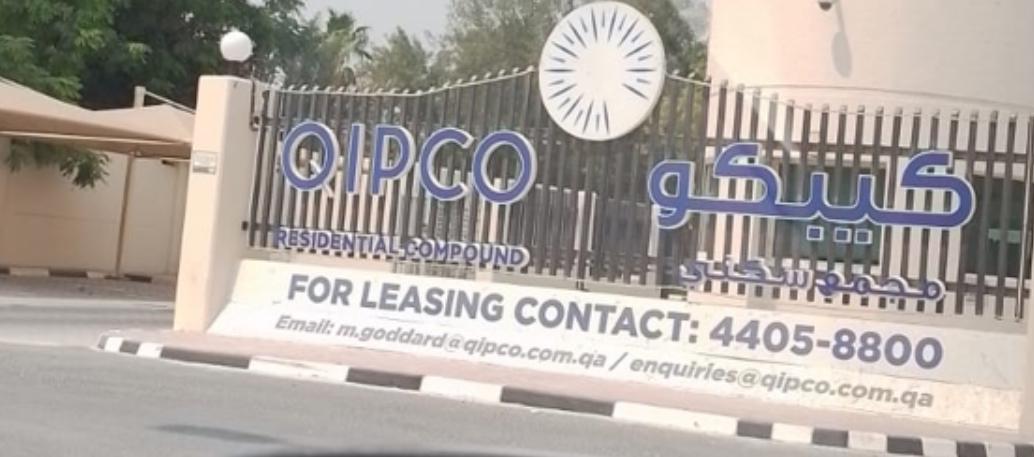 QIPCO
كيبكو
RESIDENTIAL COMPOUND
مجمع سكني
FOR LEASING CONTACT: 4405-8800
Email: m.goddard@qipco.com.qa / enquiries@qipco.com.qa